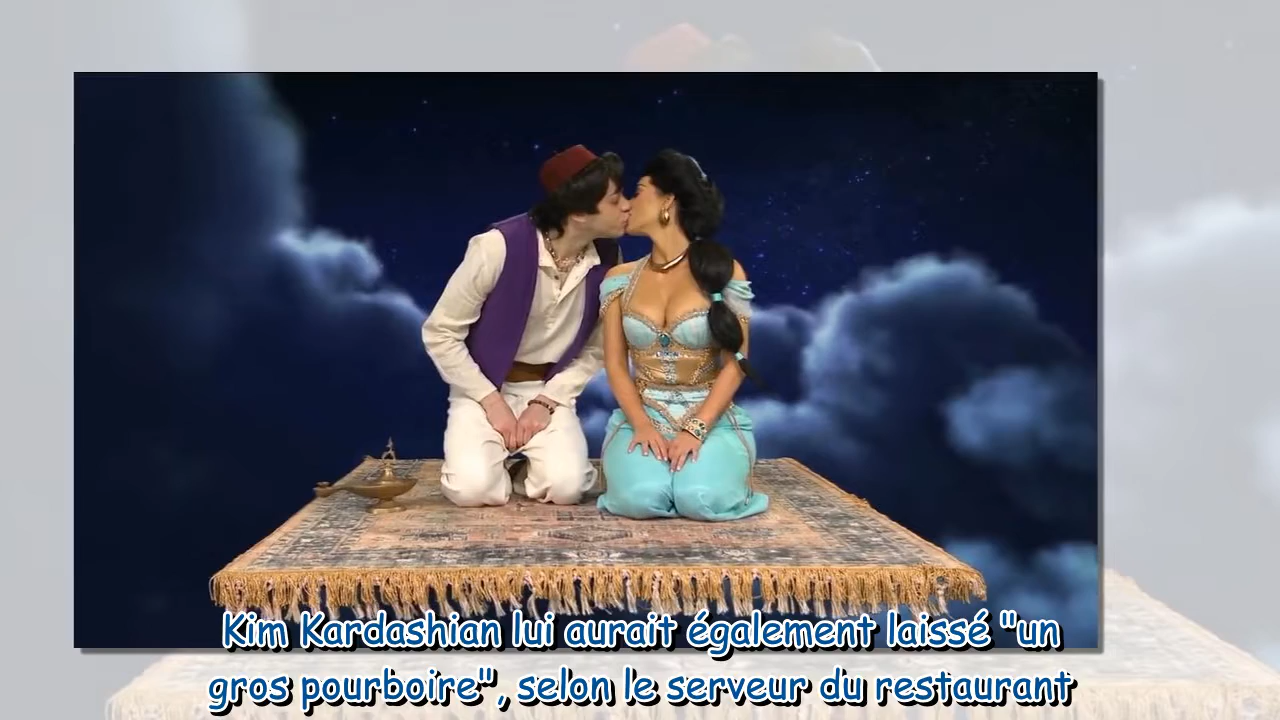 Kim Kardashian lui aurait également laissé "un
gros pourboire", selon le serveur du restaurant